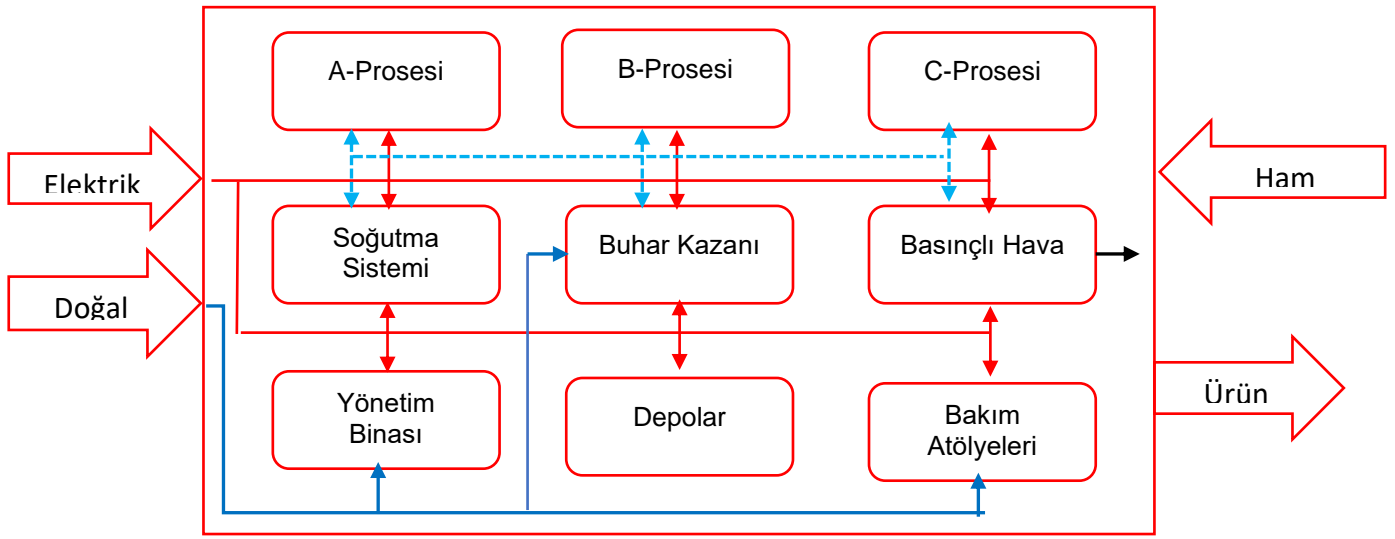 A-Prosesi
B-Prosesi
C-Prosesi
Elektrik
Ham
Soğutma
Sistemi
Buhar Kazanı
Basınçlı Hava
Doğal
Yönetim
Binası
Depolar
Bakım
Atölyeleri
Ürün